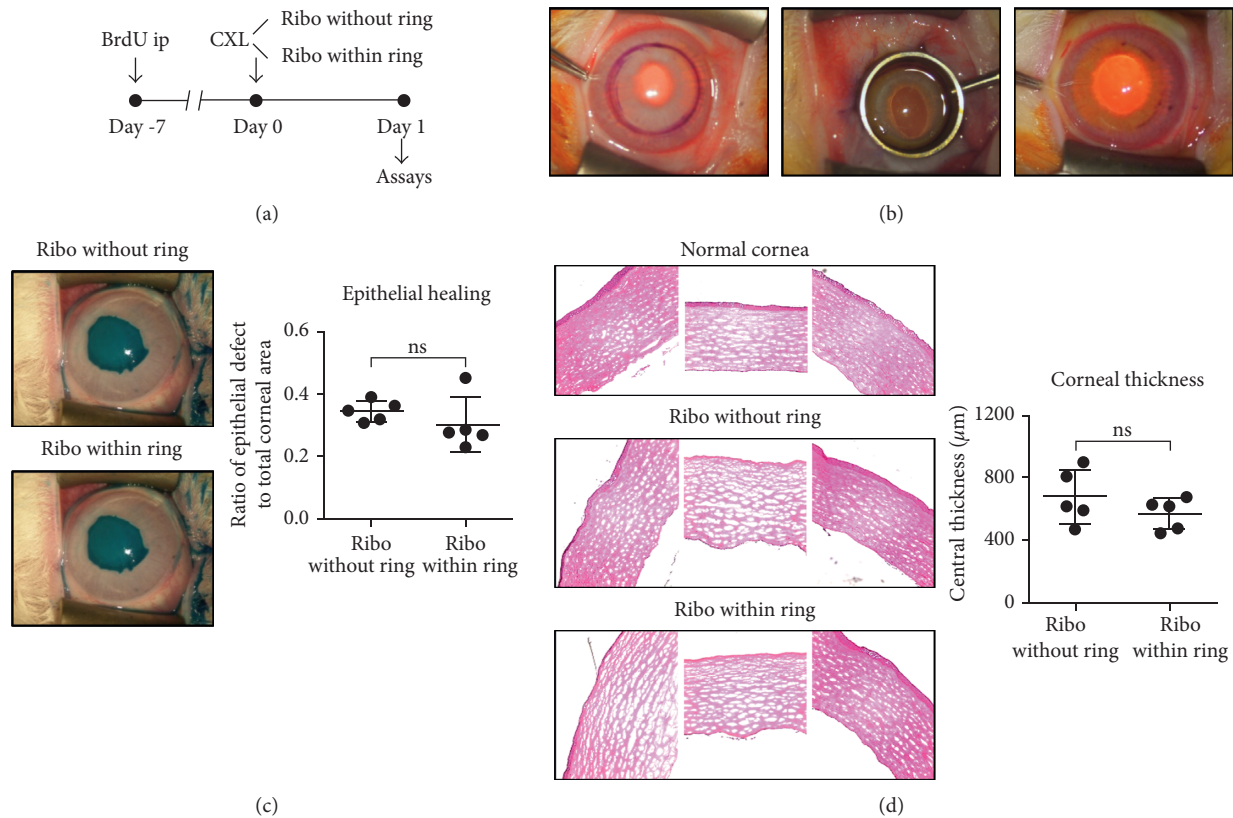 BrdU ip
CXL
Ribo without ring
Ribo within ring
Day -7
Day 0
Day 1
Assays
(a)
(b)
Ribo without ring
Ribo within ring
Epithelial healing
Ratio of epithelial defect
to total corneal area
0.6
0.4
0.2
0.0
ns
Ribo
without ring
Ribo
within ring
(c)
Normal cornea
Ribo without ring
Ribo within ring
Corneal thickness
Central thickness (μm)
1200
800
400
0
ns
Ribo
without ring
Ribo
within ring
(d)